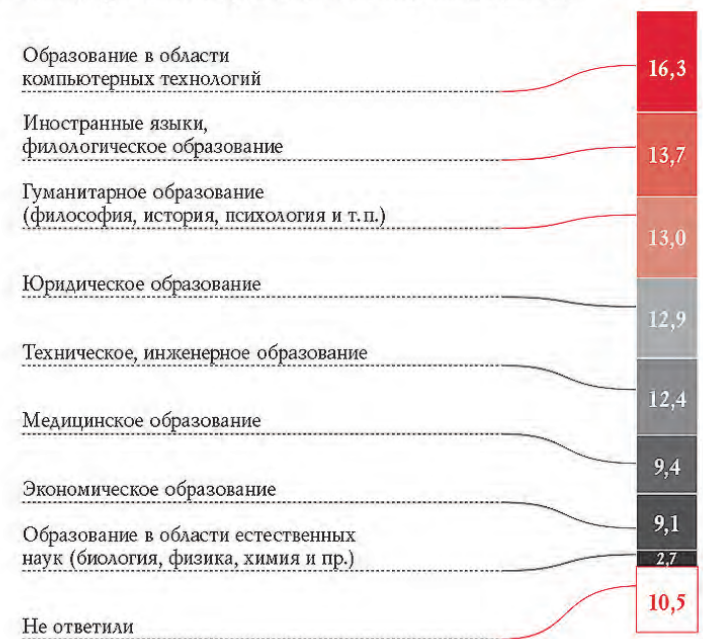 Образование в области
компьютерных технологий
16,3
Иностранные языки,
филологическое образование
13,7
Гуманитарное образование
(философия, история, психология и т.п.)
13,0
Юридическое образование
12,9
Техническое, инженерное образование
12,4
Медицинское образование
9,4
Экономическое образование
9,1
Образование в области естественных
наук (биология, физика, химия и пр.)
2,7
Не ответили
10,5